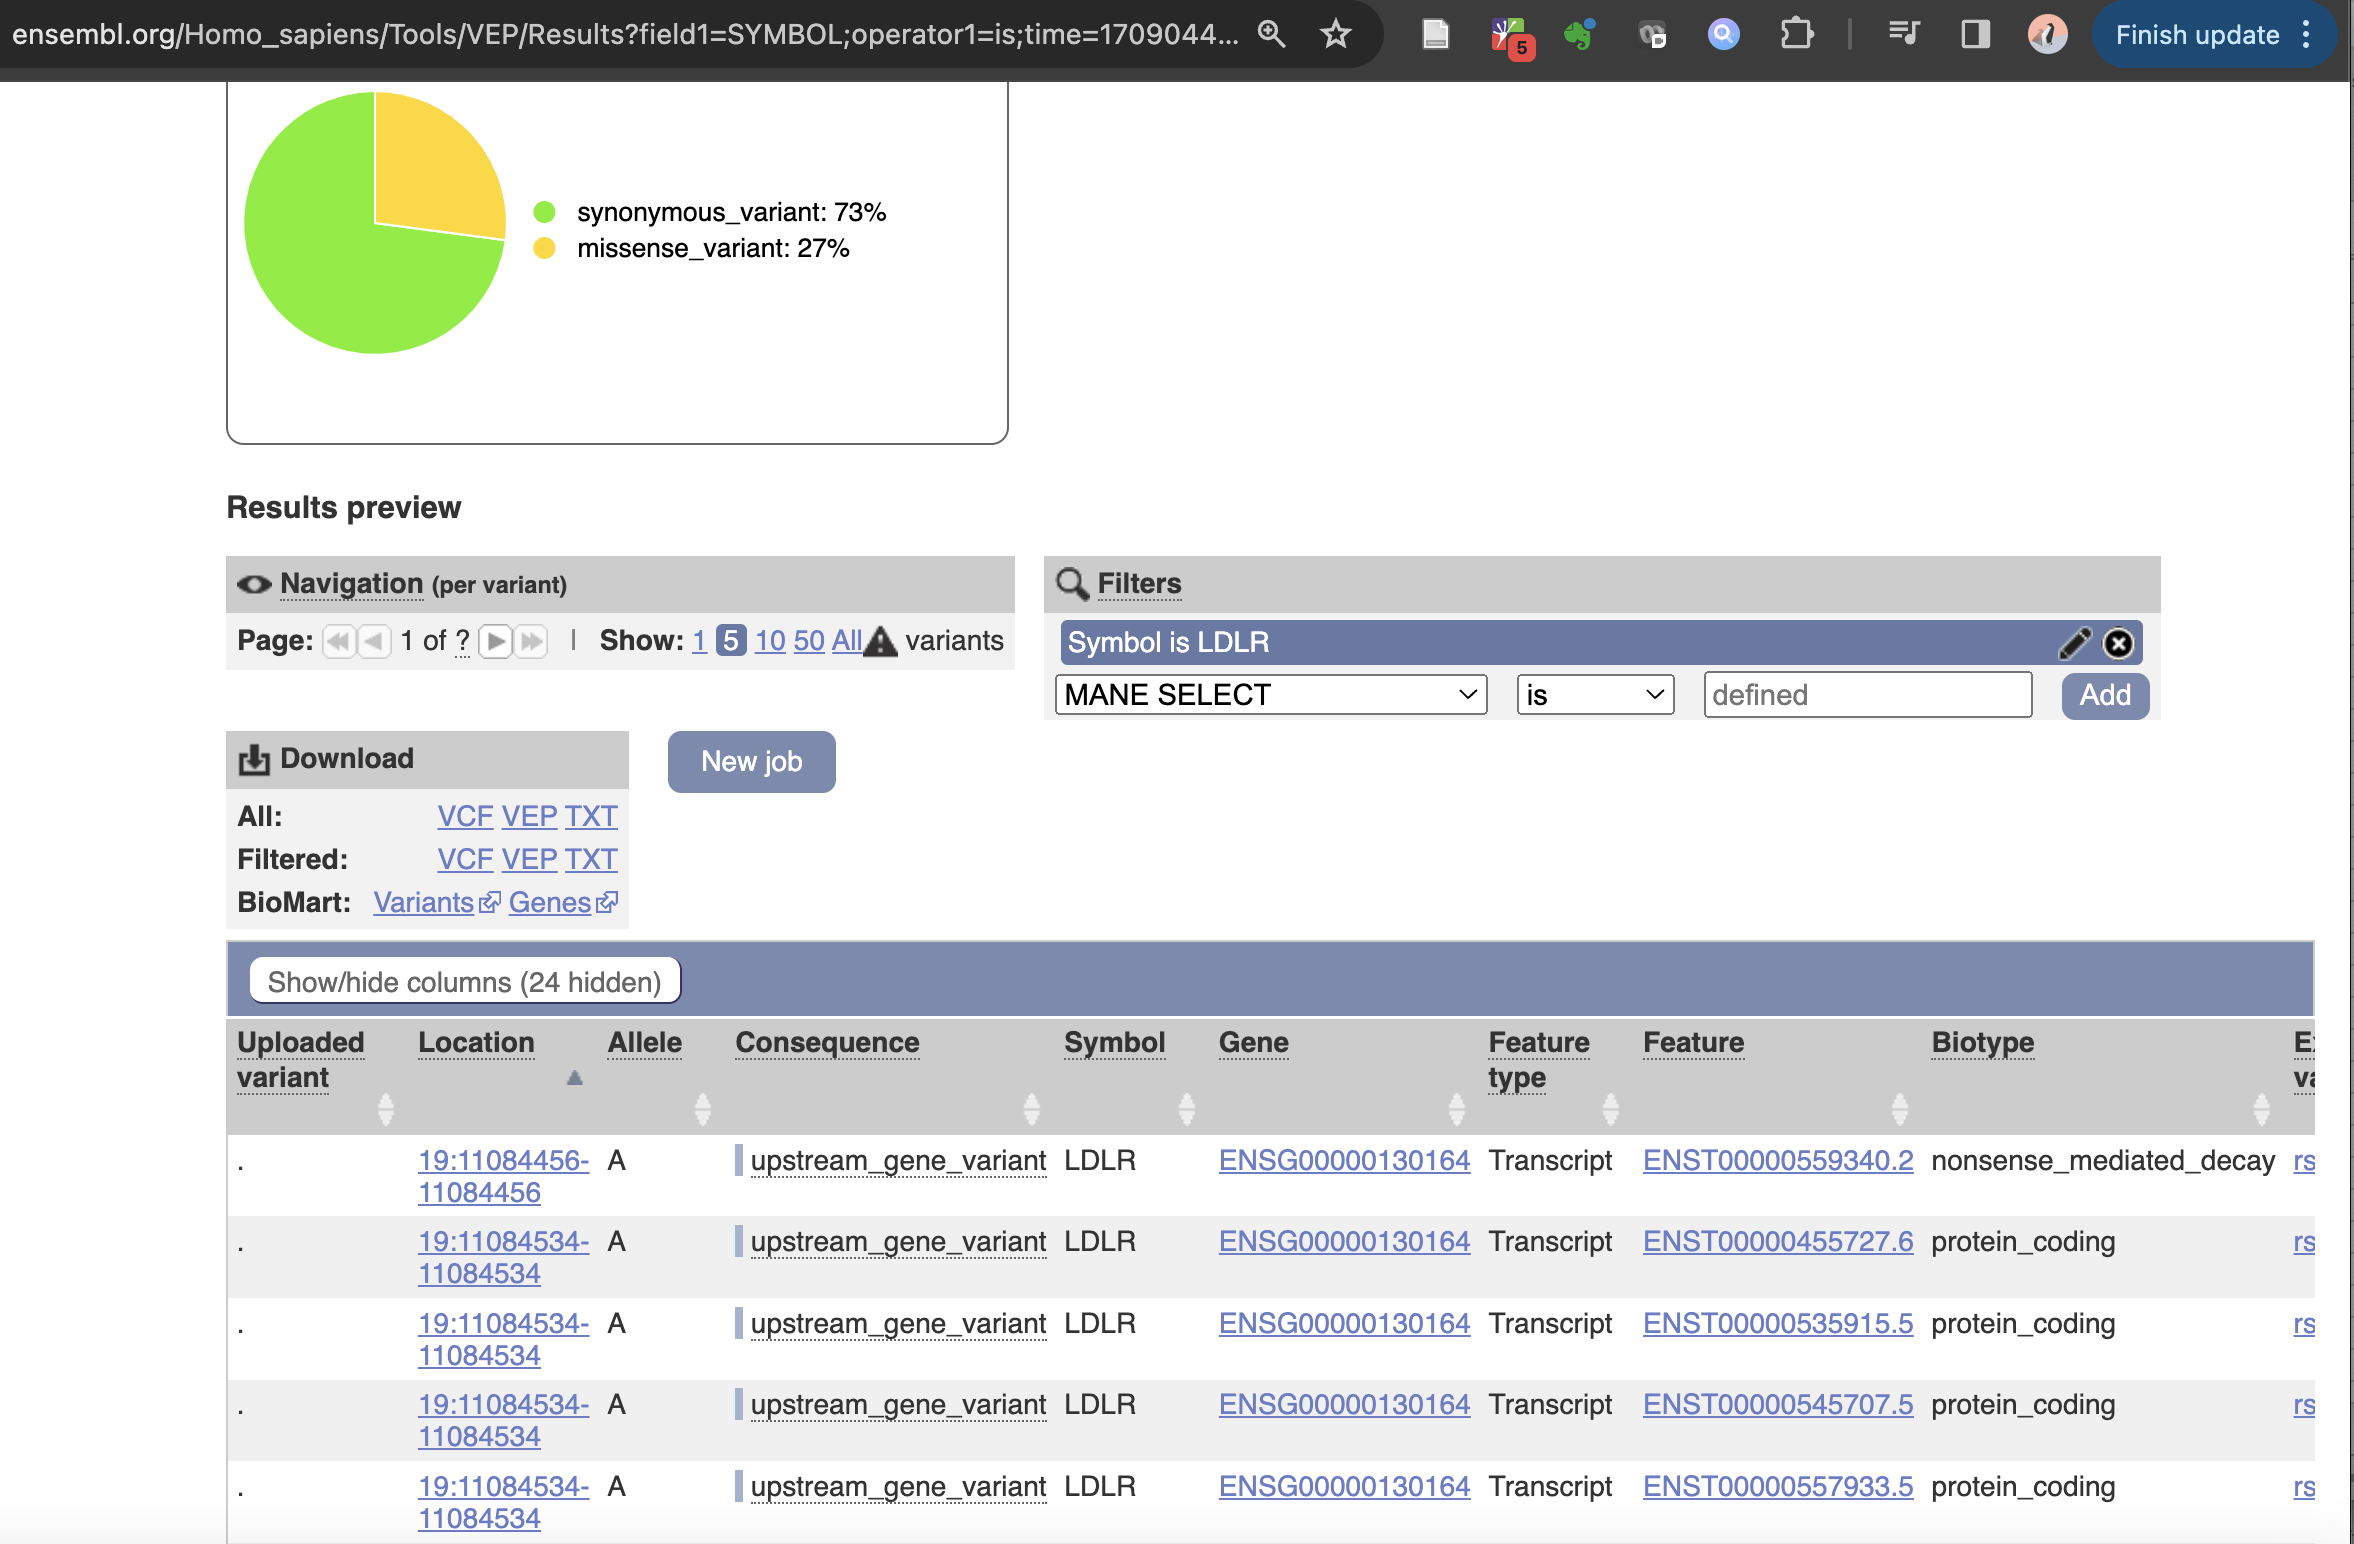 ensembl.org/Homo_sapiens/Tools/VEP/Results?field1=SYMBOL;operator1=is;time=1709044...
5
Finish update
synonymous_variant: 73%
missense_variant: 27%
Results preview
Navigation (per variant)
Page: 1 of ? | Show: 1 5 10 50 All variants
Filters
Symbol is LDLR
MANE SELECT is defined Add
Download
New job
All: VCF VEP TXT
Filtered: VCF VEP TXT
BioMart: Variants Genes
Show/hide columns (24 hidden)
Uploaded variant Location Allele Consequence Symbol Gene Feature type Feature Biotype
. 19:11084456-11084456 A upstream_gene_variant LDLR ENSG00000130164 Transcript ENST00000559340.2 nonsense_mediated_decay rs
. 19:11084534-11084534 A upstream_gene_variant LDLR ENSG00000130164 Transcript ENST00000455727.6 protein_coding rs
. 19:11084534-11084534 A upstream_gene_variant LDLR ENSG00000130164 Transcript ENST00000535915.5 protein_coding rs
. 19:11084534-11084534 A upstream_gene_variant LDLR ENSG00000130164 Transcript ENST00000545707.5 protein_coding rs
. 19:11084534-11084534 A upstream_gene_variant LDLR ENSG00000130164 Transcript ENST00000557933.5 protein_coding rs